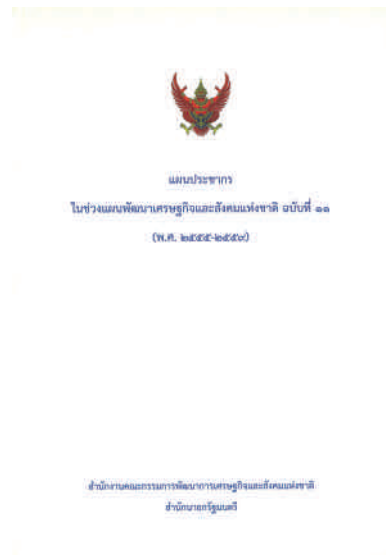 แผนประชากร
ในช่วงแผนพัฒนาเศรษฐกิจและสังคมแห่งชาติ ฉบับที่ ๑๑
(พ.ศ. ๒๕๕๕-๒๕๕๙)
สำนักงานคณะกรรมการพัฒนาการเศรษฐกิจและสังคมแห่งชาติ
สำนักนายกรัฐมนตรี